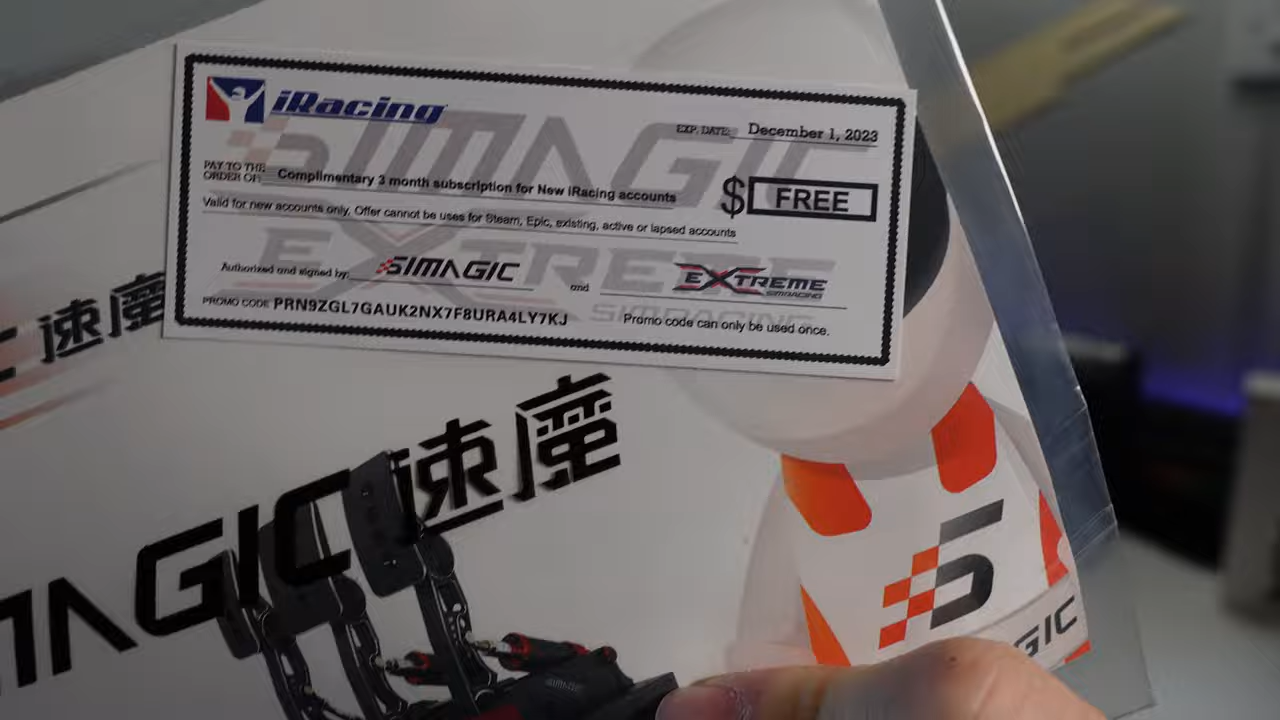 iRacing
SIMAGIC
EXP. DATE: December 1, 2023
PAY TO THE
ORDER OF: Complimentary 3 month subscription for New iRacing accounts
$ FREE
Valid for new accounts only, Offer cannot be uses for Steam, Epic, existing, active or lapsed accounts
EXTREME
SIMRACING
Authorized and signed by: SIMAGIC and EXTREME
SIMRACING
PROMO CODE PRN9ZGL7GAUK2NX7F8URA4LY7KJ Promo code can only be used once.
C 速魔
IMAGIC 速魔
GIC